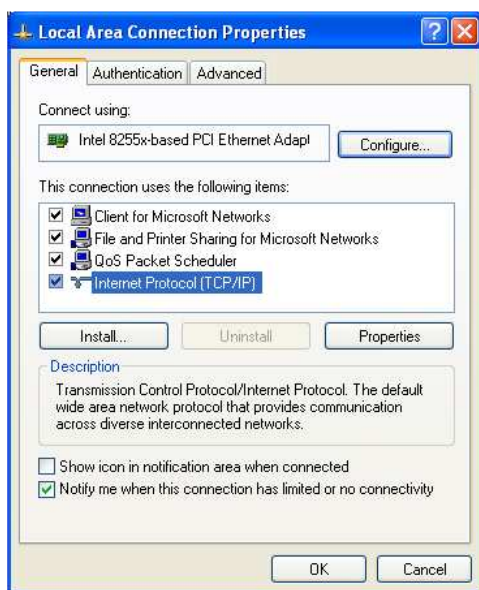 Local Area Connection Properties
General Authentication Advanced
Connect using:
Intel 8255x-based PCI Ethernet Adapt
Configure...
This connection uses the following items:
Client for Microsoft Networks
File and Printer Sharing for Microsoft Networks
QoS Packet Scheduler
Internet Protocol (TCP/IP)
Install... Uninstall Properties
Description
Transmission Control Protocol/Internet Protocol. The default
wide area network protocol that provides communication
across diverse interconnected networks.
Show icon in notification area when connected
Notify me when this connection has limited or no connectivity
OK Cancel